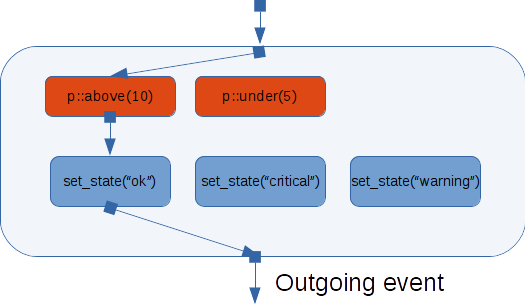 p::above(10)
p::under(5)
set_state(“ok”)
set_state(“critical”)
set_state(“warning”)
Outgoing event